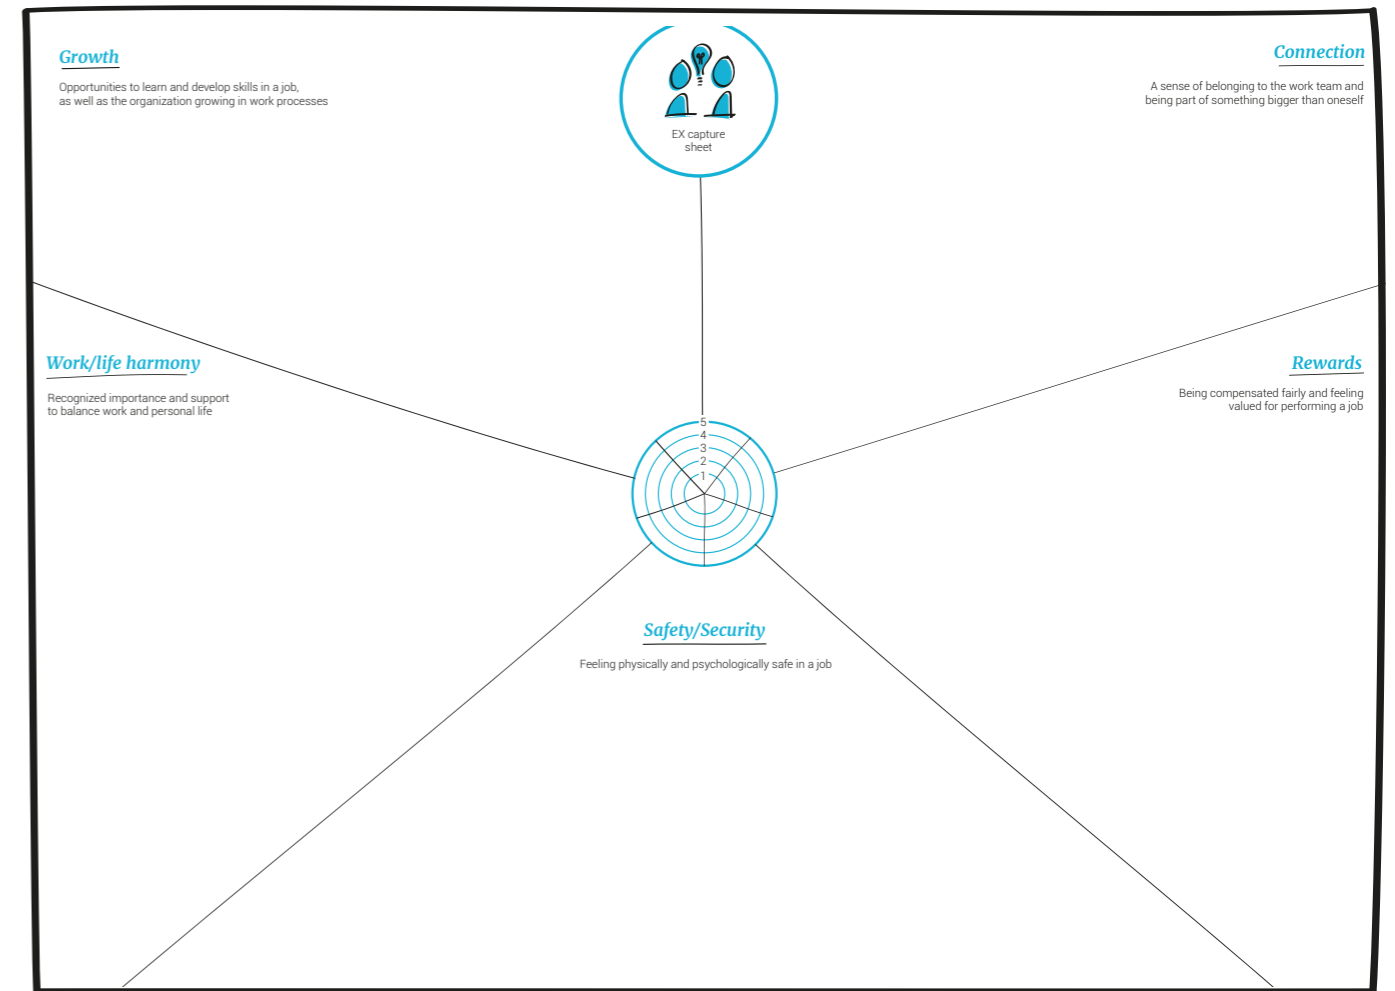 Growth
Opportunities to learn and develop skills in a job,
as well as the organization growing in work processes
EX capture
sheet
Connection
A sense of belonging to the work team and
being part of something bigger than oneself
Work/life harmony
Recognized importance and support
to balance work and personal life
Rewards
Being compensated fairly and feeling
valued for performing a job
5
4
3
2
1
Safety/Security
Feeling physically and psychologically safe in a job